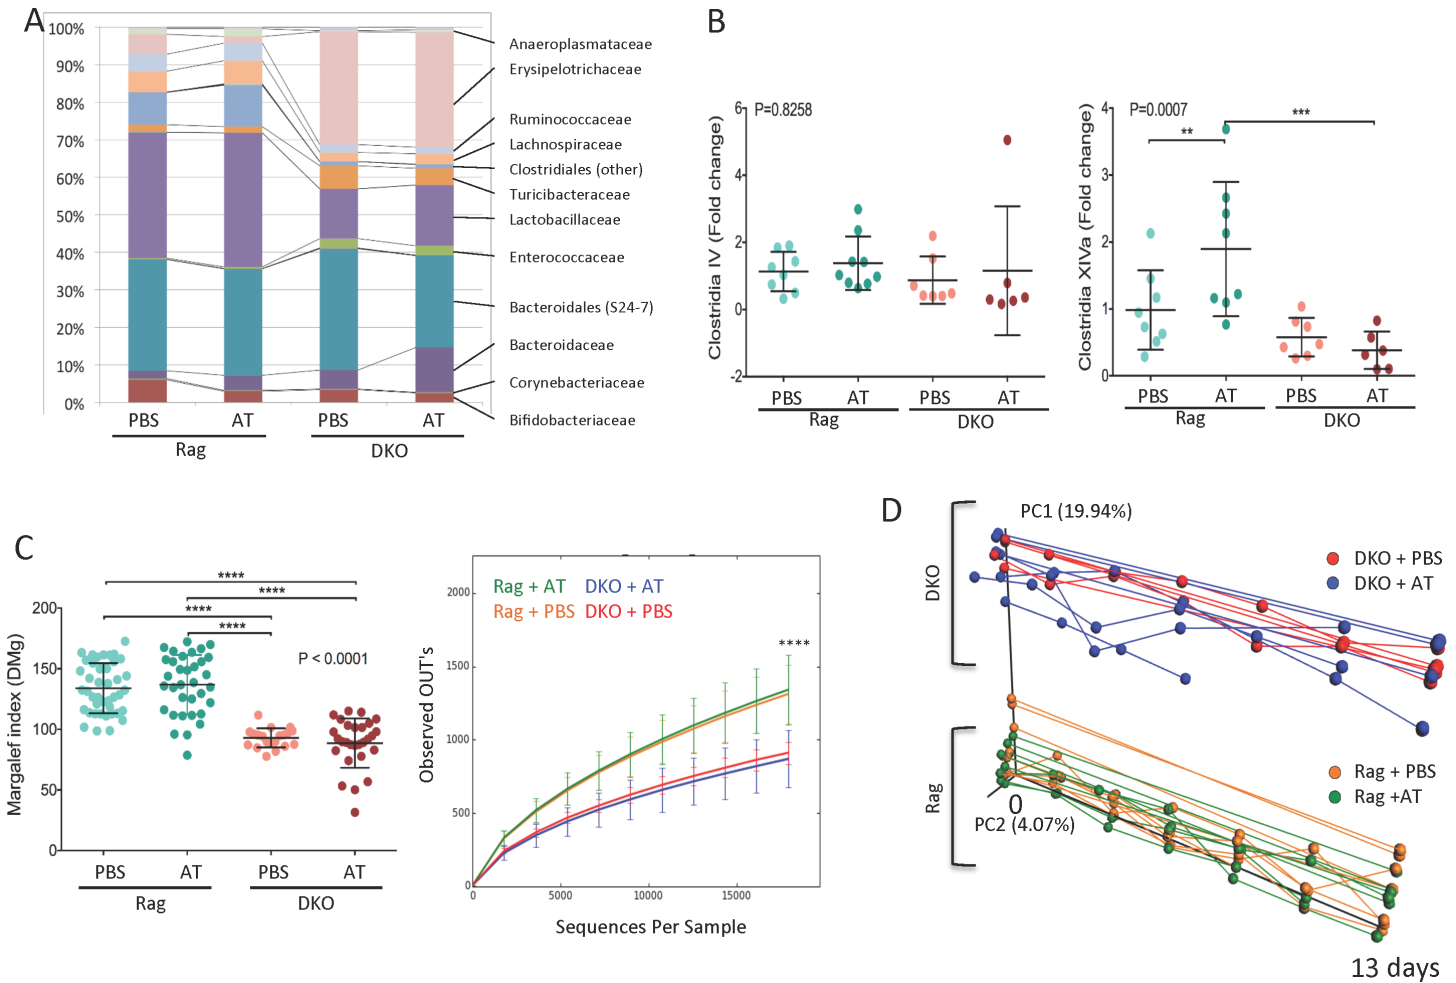 A
100%
90%
80%
70%
60%
50%
40%
30%
20%
10%
0%
PBS AT PBS AT
Rag DKO
Anaeroplasmataceae
Erysipelotrichaceae
Ruminococcaceae
Lachnospiraceae
Clostridiales (other)
Turicibacteraceae
Lactobacillaceae
Enterococcaceae
Bacteroidales (S24-7)
Bacteroidaceae
Corynebacteriaceae
Bifidobacteriaceae
B
Clostridia IV (Fold change)
6
4
2
0
-2
P=0.8258
PBS AT PBS AT
Rag DKO
Clostridia XIVa (Fold change)
4
3
2
1
0
P=0.0007
**
***
PBS AT PBS AT
Rag DKO
C
Margalef index (DMg)
200
150
100
50
0
****
****
****
****
P < 0.0001
PBS AT PBS AT
Rag DKO
Observed OUT's
2000
1500
1000
500
0
Rag + AT DKO + AT
Rag + PBS DKO + PBS
****
0 5000 10000 15000
Sequences Per Sample
D
PC1 (19.94%)
DKO
DKO + PBS
DKO + AT
Rag
Rag + PBS
Rag +AT
0
PC2 (4.07%)
13 days